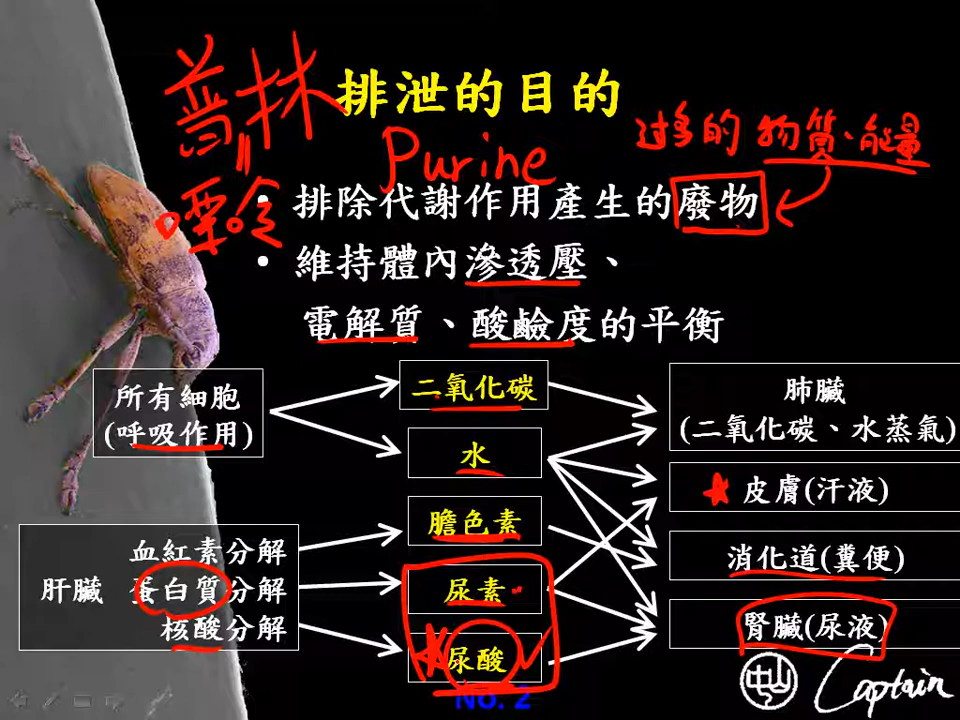 普林
排泄的目的
Purine
過多的 物質、能量
嘌呤
• 排除代謝作用產生的廢物
• 維持體內滲透壓、
電解質、酸鹼度的平衡
所有細胞
(呼吸作用)
二氧化碳
水
肺臟
(二氧化碳、水蒸氣)
皮膚(汗液)
消化道(糞便)
腎臟(尿液)
肝臟
血紅素分解
蛋白質分解
核酸分解
膽色素
尿素
尿酸
No. 2
中山
Captain